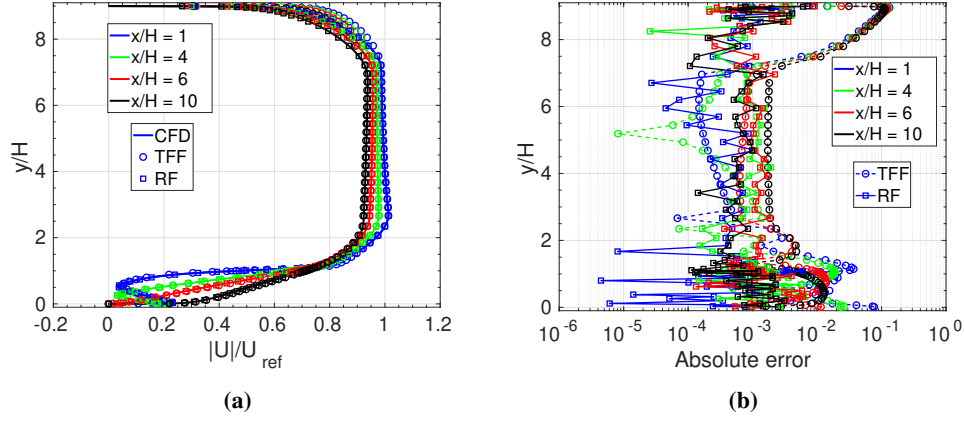 x/H = 1
x/H = 4
x/H = 6
x/H = 10
CFD
TFF
RF
y/H
8
6
4
2
0
-0.2 0 0.2 0.4 0.6 0.8 1 1.2
|U|/U ref
(a)
x/H = 1
x/H = 4
x/H = 6
x/H = 10
TFF
RF
y/H
8
6
4
2
0
10-6 10-5 10-4 10-3 10-2 10-1 100
Absolute error
(b)